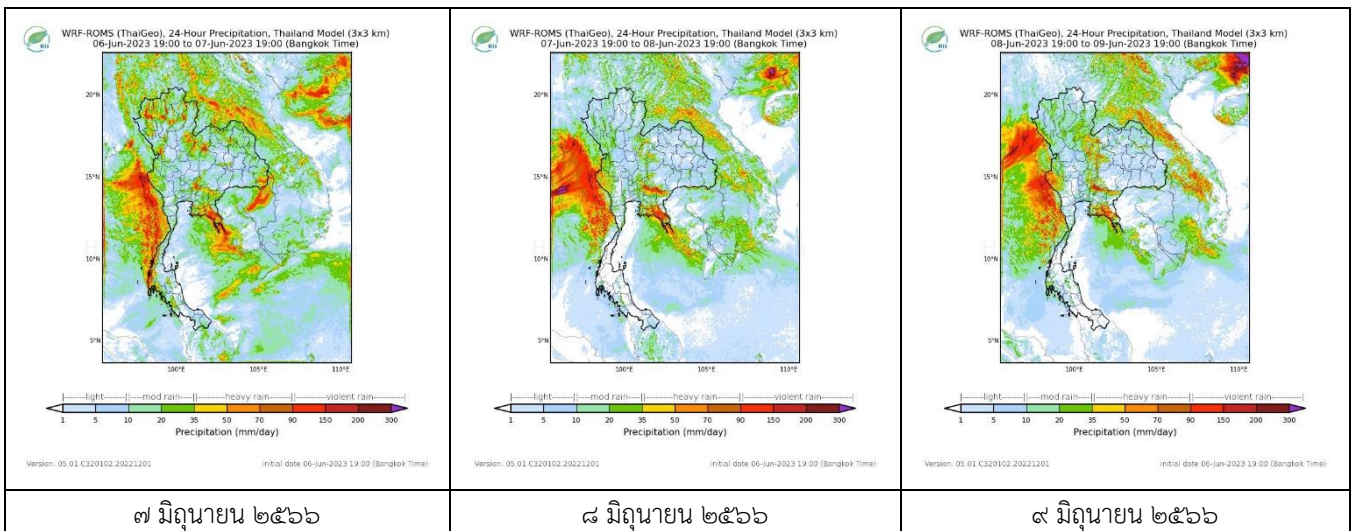 WRF-ROMS (ThaiGeo), 24-Hour Precipitation, Thailand Model (3x3 km)
06-Jun-2023 19:00 to 07-Jun-2023 19:00 (Bangkok Time)
20°N
15°N
10°N
5°N
100°E 105°E 110°E
|-------light------||----mod.rain----||-------heavy rain-------||------violent rain------|
1 5 10 20 35 50 70 90 150 200 300
Precipitation (mm/day)
Version: 05.01.C320102.20221201 initial date 06-Jun-2023 19:00 (Bangkok Time)
๗ มิถุนายน ๒๕๖๖
WRF-ROMS (ThaiGeo), 24-Hour Precipitation, Thailand Model (3x3 km)
07-Jun-2023 19:00 to 08-Jun-2023 19:00 (Bangkok Time)
20°N
15°N
10°N
5°N
100°E 105°E 110°E
|-------light------||----mod.rain----||-------heavy rain-------||------violent rain------|
1 5 10 20 35 50 70 90 150 200 300
Precipitation (mm/day)
Version: 05.01.C320102.20221201 initial date 06-Jun-2023 19:00 (Bangkok Time)
๘ มิถุนายน ๒๕๖๖
WRF-ROMS (ThaiGeo), 24-Hour Precipitation, Thailand Model (3x3 km)
08-Jun-2023 19:00 to 09-Jun-2023 19:00 (Bangkok Time)
20°N
15°N
10°N
5°N
100°E 105°E 110°E
|-------light------||----mod.rain----||-------heavy rain-------||------violent rain------|
1 5 10 20 35 50 70 90 150 200 300
Precipitation (mm/day)
Version: 05.01.C320102.20221201 initial date 06-Jun-2023 19:00 (Bangkok Time)
๙ มิถุนายน ๒๕๖๖